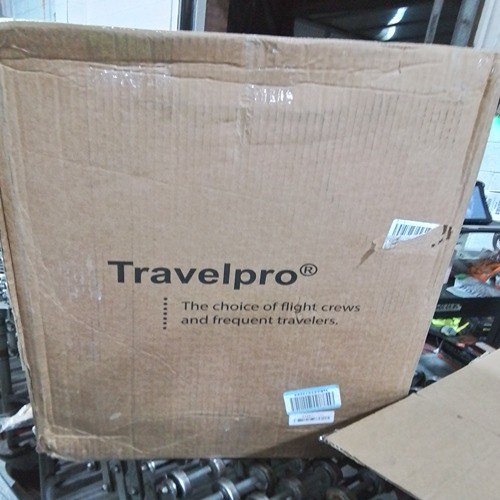 Travelpro®
The choice of flight crews
and frequent travelers.